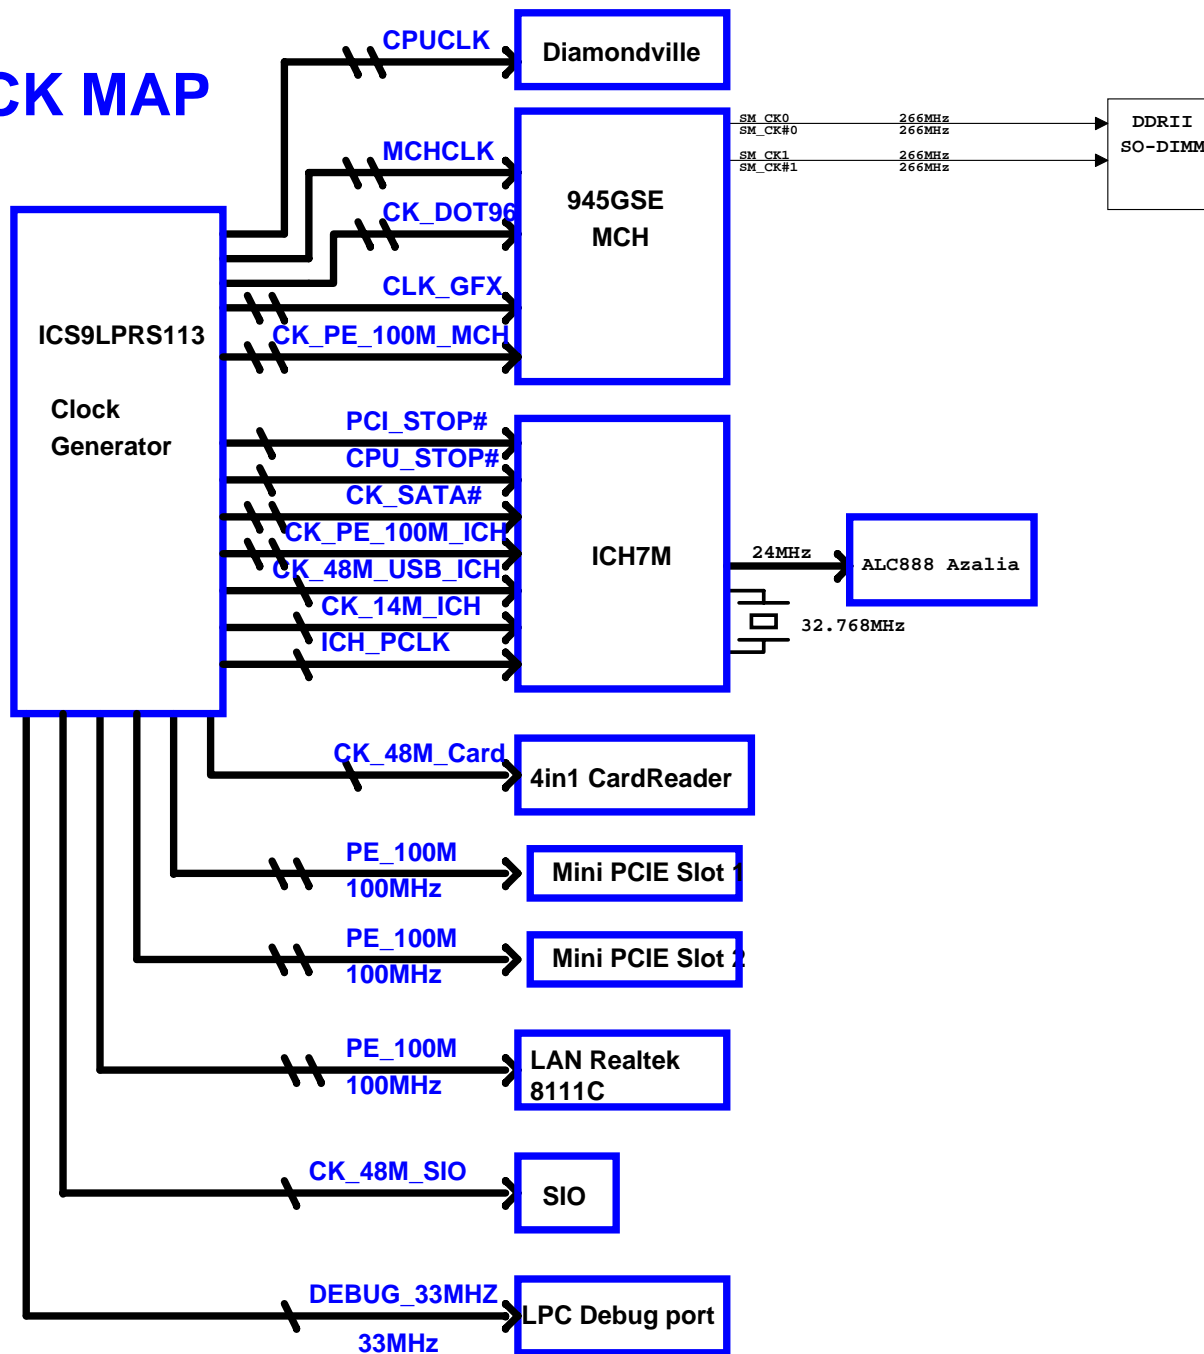 CK MAP
CPUCLK
Diamondville
MCHCLK
CK_DOT96
CLK_GFX
CK_PE_100M_MCH
945GSE
MCH
SM_CK0 266MHz
SM_CK#0 266MHz
SM_CK1 266MHz
SM_CK#1 266MHz
DDRII
SO-DIMM
ICS9LPRS113
Clock
Generator
PCI_STOP#
CPU_STOP#
CK_SATA#
CK_PE_100M_ICH
CK_48M_USB_ICH
CK_14M_ICH
ICH_PCLK
ICH7M
24MHz
ALC888 Azalia
32.768MHz
CK_48M_Card
4in1 CardReader
PE_100M
100MHz
Mini PCIE Slot 1
PE_100M
100MHz
Mini PCIE Slot 2
PE_100M
100MHz
LAN Realtek
8111C
CK_48M_SIO
SIO
DEBUG_33MHZ
33MHz
LPC Debug port